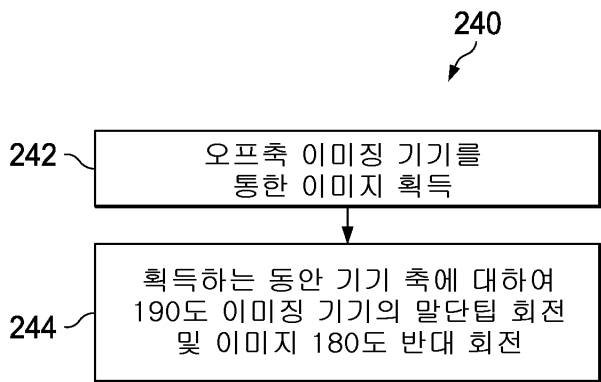 240
242
오프축 이미징 기기를
통한 이미지 획득
244
획득하는 동안 기기 축에 대하여
190도 이미징 기기의 말단팁 회전
및 이미지 180도 반대 회전